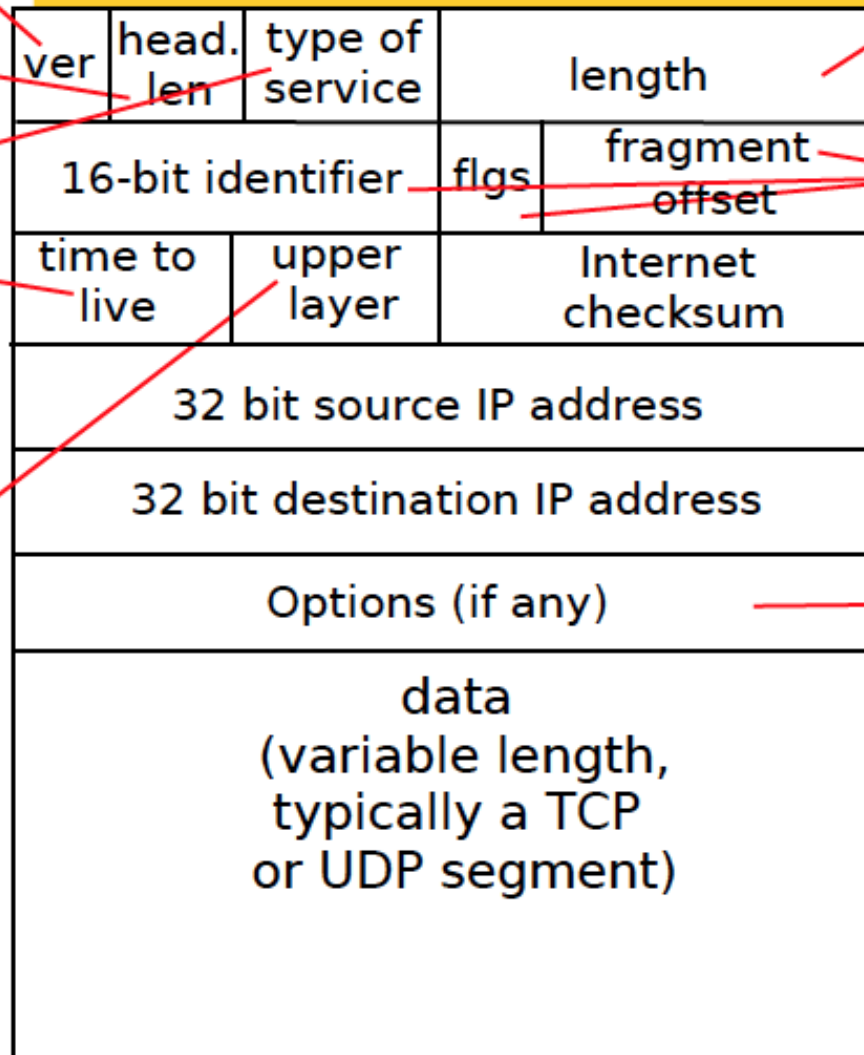 ver
head.
len
type of
service
length
16-bit identifier
flgs
fragment
offset
time to
live
upper
layer
Internet
checksum
32 bit source IP address
32 bit destination IP address
Options (if any)
data
(variable length,
typically a TCP
or UDP segment)